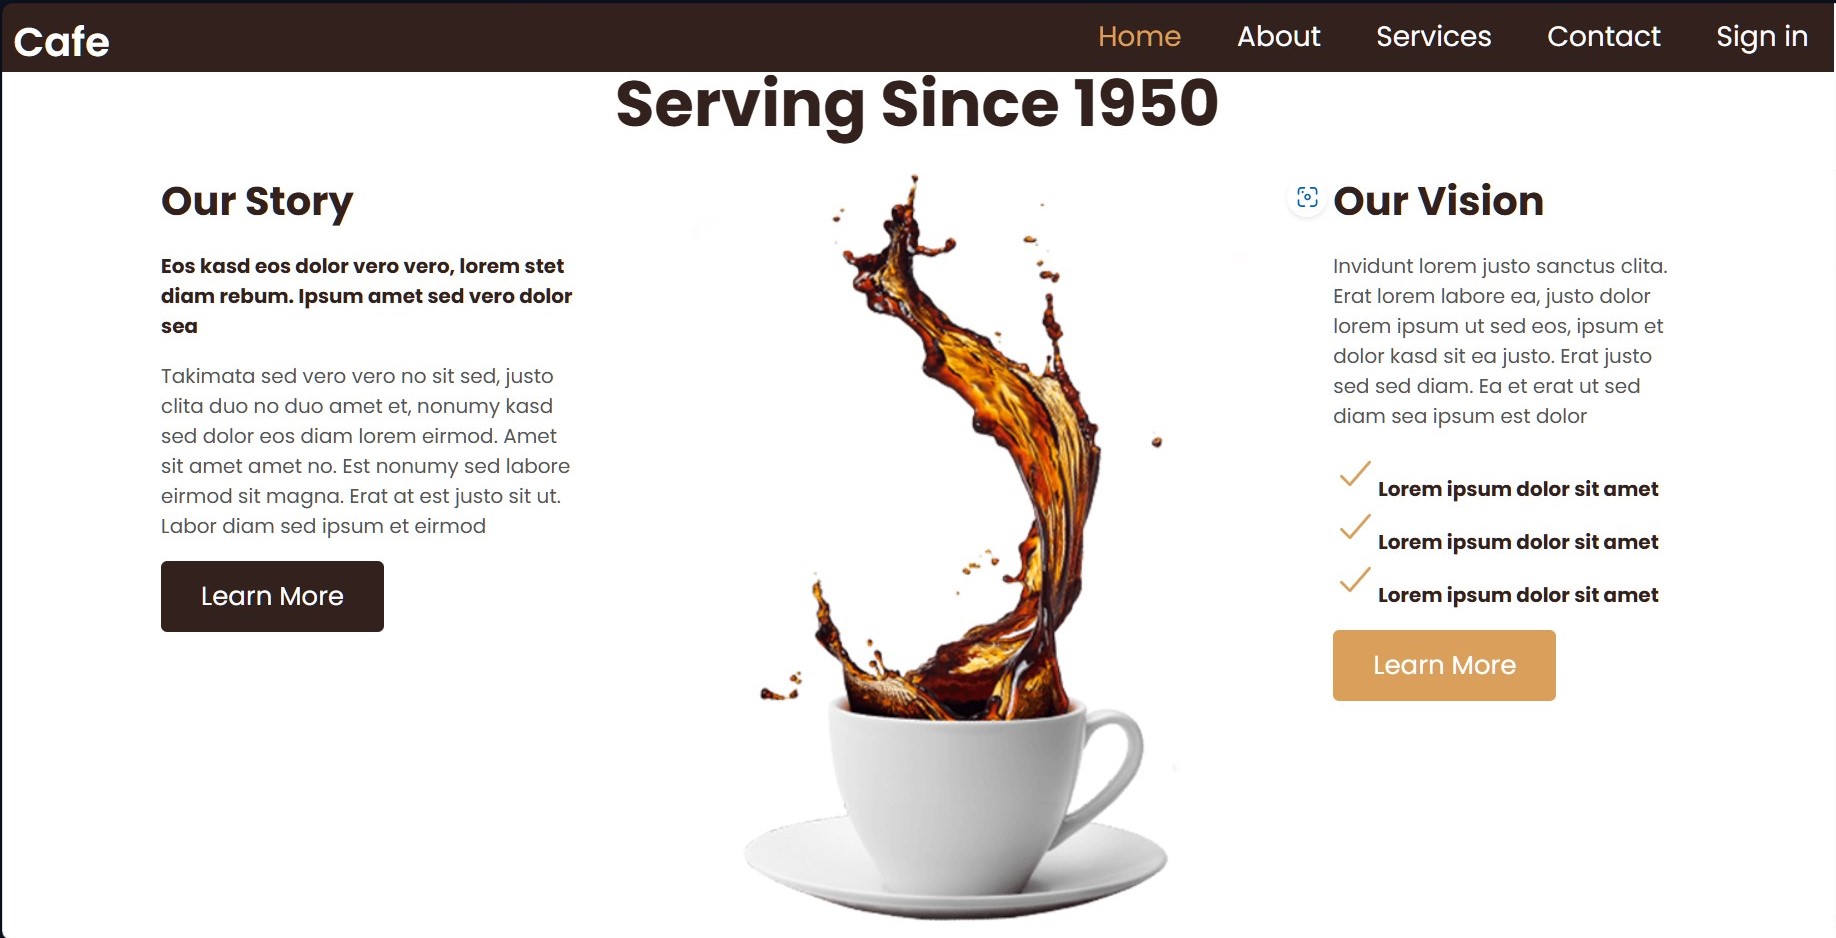 Cafe
Home About Services Contact Sign in
Serving Since 1950
Our Story
Eos kasd eos dolor vero vero, lorem stet
diam rebum. Ipsum amet sed vero dolor
sea
Takimata sed vero vero no sit sed, justo
clita duo no duo amet et, nonumy kasd
sed dolor eos diam lorem eirmod. Amet
sit amet amet no. Est nonumy sed labore
eirmod sit magna. Erat at est justo sit ut.
Labor diam sed ipsum et eirmod
Learn More
Our Vision
Invidunt lorem justo sanctus clita.
Erat lorem labore ea, justo dolor
lorem ipsum ut sed eos, ipsum et
dolor kasd sit ea justo. Erat justo
sed sed diam. Ea et erat ut sed
diam sea ipsum est dolor
Lorem ipsum dolor sit amet
Lorem ipsum dolor sit amet
Lorem ipsum dolor sit amet
Learn More